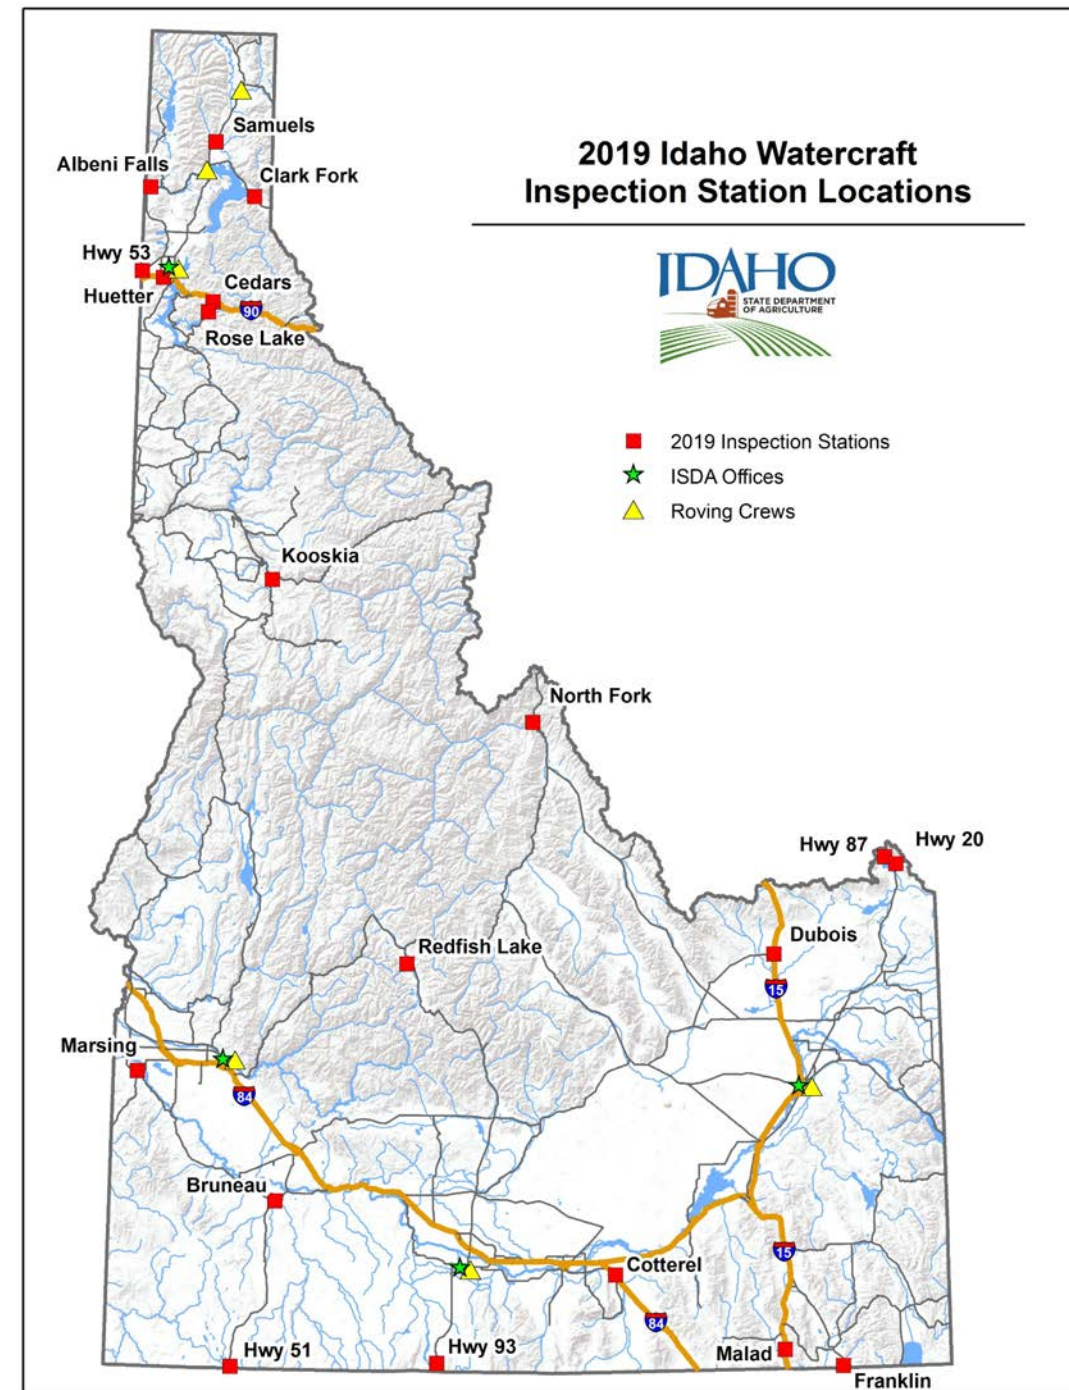 2019 Idaho Watercraft
Inspection Station Locations
IDAHO
STATE DEPARTMENT
OF AGRICULTURE
2019 Inspection Stations
ISDA Offices
Roving Crews
Samuels
Albeni Falls
Clark Fork
Hwy 53
Huetter
Cedars
90
Rose Lake
Kooskia
North Fork
Hwy 87
Hwy 20
Dubois
Redfish Lake
15
Marsing
84
Bruneau
15
Cotterel
84
Hwy 51
Hwy 93
Malad
Franklin